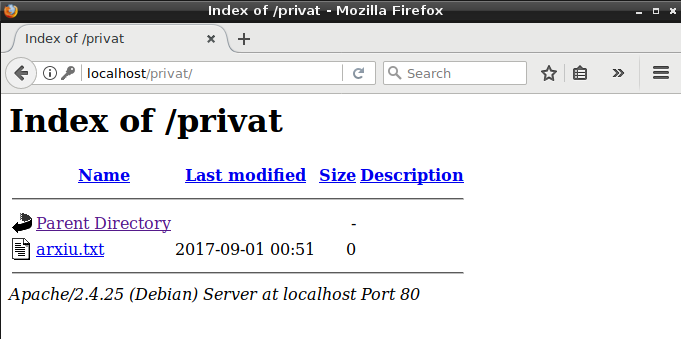 Index of /privat - Mozilla Firefox
Index of /privat
localhost/privat/
Search
Index of /privat
Name Last modified Size Description
Parent Directory -
arxiu.txt 2017-09-01 00:51 0
Apache/2.4.25 (Debian) Server at localhost Port 80